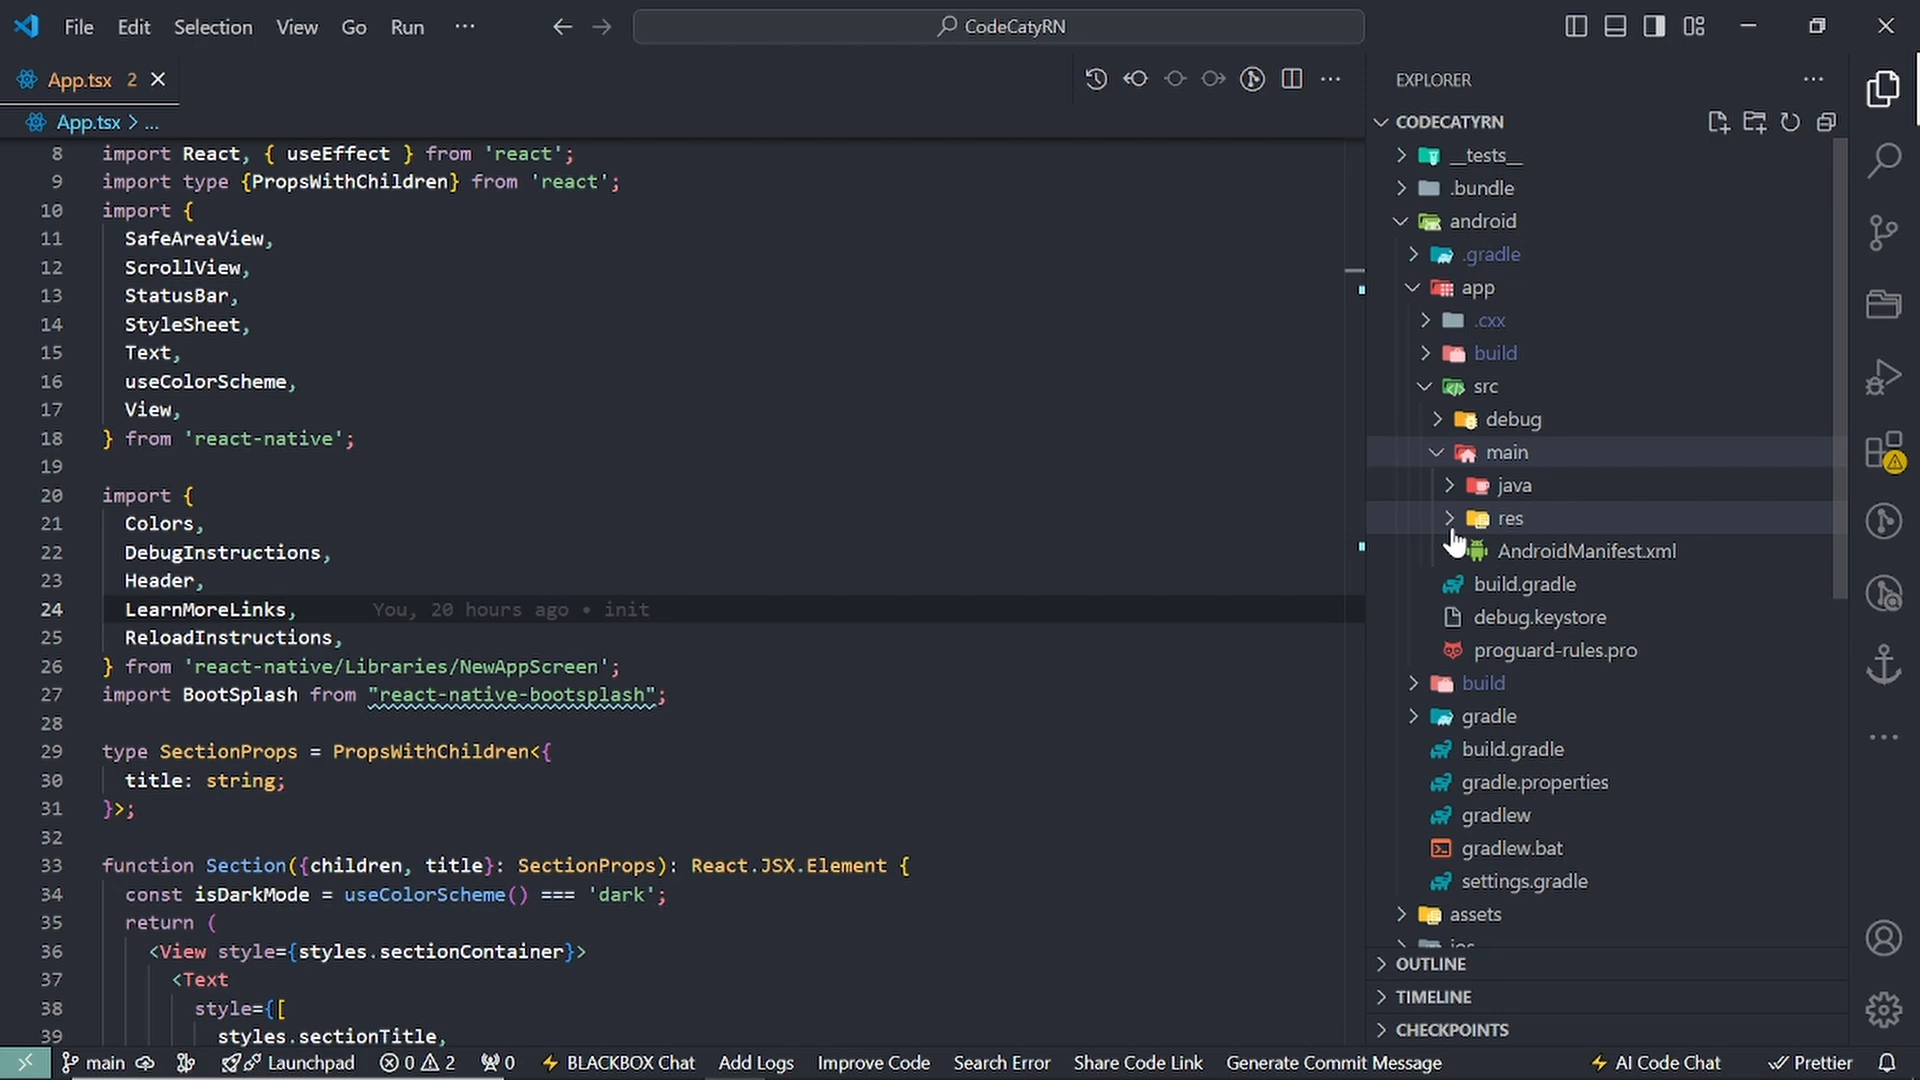 File Edit Selection View Go Run ··· CodeCatyRN
App.tsx 2
App.tsx > ...
8 import React, { useEffect } from 'react';
9 import type {PropsWithChildren} from 'react';
10 import {
11 SafeAreaView,
12 ScrollView,
13 StatusBar,
14 StyleSheet,
15 Text,
16 useColorScheme,
17 View,
18 } from 'react-native';
19
20 import {
21 Colors,
22 DebugInstructions,
23 Header,
24 LearnMoreLinks, You, 20 hours ago • init
25 ReloadInstructions,
26 } from 'react-native/Libraries/NewAppScreen';
27 import BootSplash from "react-native-bootsplash";
28
29 type SectionProps = PropsWithChildren<{
30 title: string;
31 }>;
32
33 function Section({children, title}: SectionProps): React.JSX.Element {
34 const isDarkMode = useColorScheme() === 'dark';
35 return (
36 <View style={styles.sectionContainer}>
37 <Text
38 style={[
39 styles.sectionTitle,
EXPLORER
CODECATYRN
__tests__
.bundle
android
.gradle
app
.cxx
build
src
debug
main
java
res
AndroidManifest.xml
build.gradle
debug.keystore
proguard-rules.pro
build
gradle
build.gradle
gradle.properties
gradlew
gradlew.bat
settings.gradle
assets
ios
OUTLINE
TIMELINE
CHECKPOINTS
main Launchpad 0 2 0 BLACKBOX Chat Add Logs Improve Code Search Error Share Code Link Generate Commit Message AI Code Chat Prettier